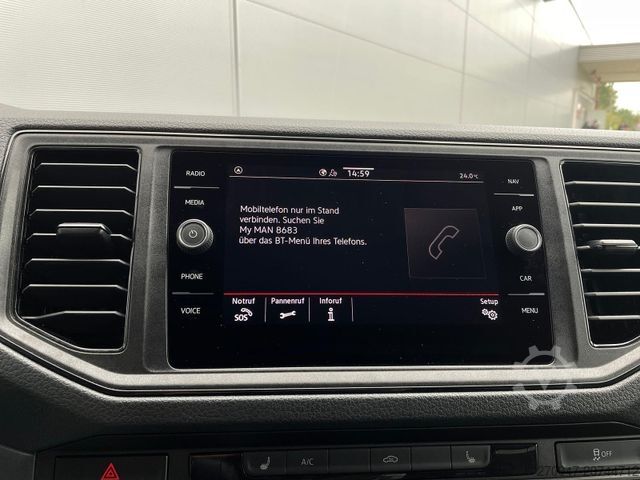 RADIO
MEDIA
PHONE
VOICE
14:59
24.0°C
Mobiltelefon nur im Stand
verbinden. Suchen Sie
My MAN 8683
über das BT-Menü Ihres Telefons.
Notruf Pannenruf Inforuf Setup
SOS
NAV
APP
CAR
MENU
A/C
OFF